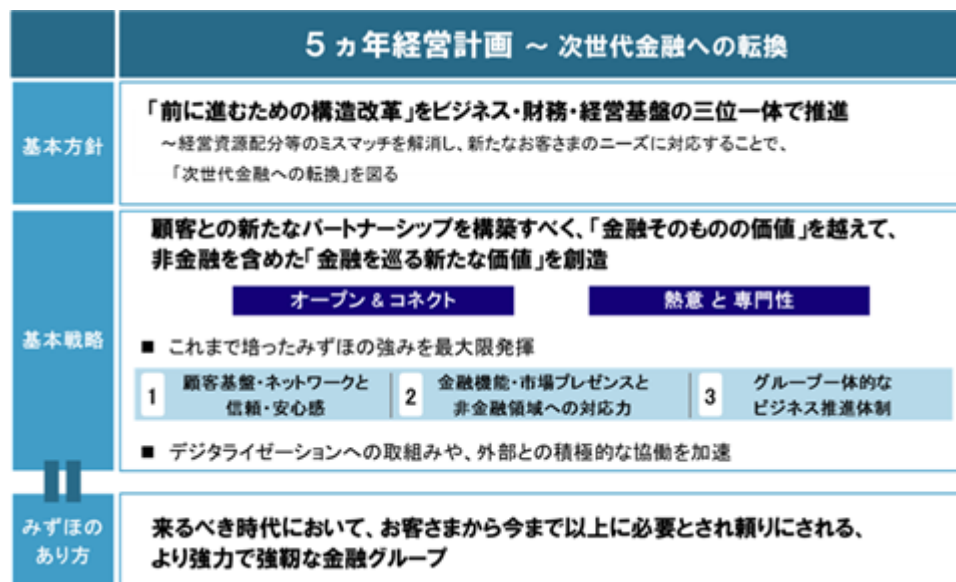 5ヵ年経営計画 ～ 次世代金融への転換
基本方針
「前に進むための構造改革」をビジネス・財務・経営基盤の三位一体で推進
～経営資源配分等のミスマッチを解消し、新たなお客さまのニーズに対応することで、
「次世代金融への転換」を図る
基本戦略
顧客との新たなパートナーシップを構築すべく、「金融そのものの価値」を越えて、
非金融を含めた「金融を巡る新たな価値」を創造
オープン & コネクト
熱意 と 専門性
■ これまで培ったみずほの強みを最大限発揮
1 顧客基盤・ネットワークと
信頼・安心感
2 金融機能・市場プレゼンスと
非金融領域への対応力
3 グループ一体的な
ビジネス推進体制
■ デジタライゼーションへの取組みや、外部との積極的な協働を加速
みずほの
あり方
来るべき時代において、お客さまから今まで以上に必要とされ頼りにされる、
より強力で強靭な金融グループ